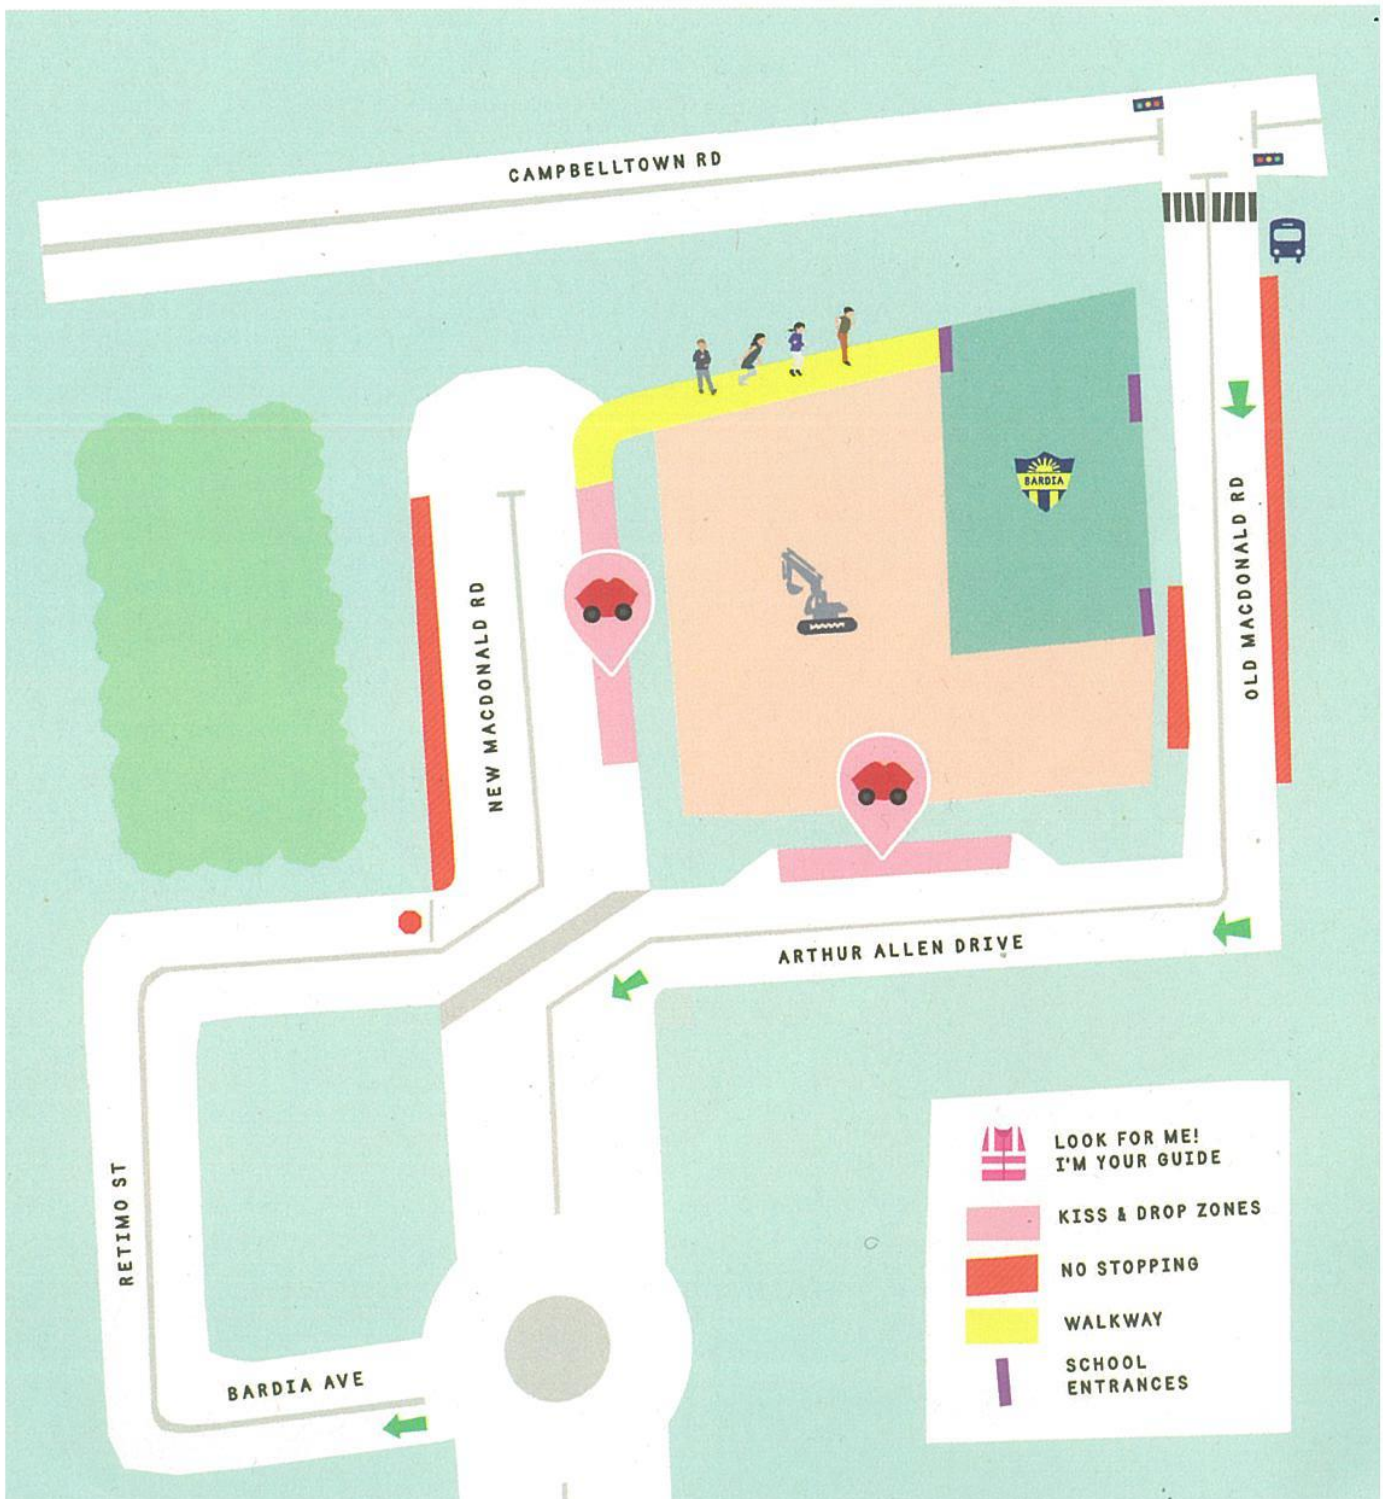 CAMPBELLTOWN RD
BARDIA
OLD MACDONALD RD
NEW MACDONALD RD
ARTHUR ALLEN DRIVE
RETIMO ST
BARDIA AVE
LOOK FOR ME!
I'M YOUR GUIDE
KISS & DROP ZONES
NO STOPPING
WALKWAY
SCHOOL
ENTRANCES